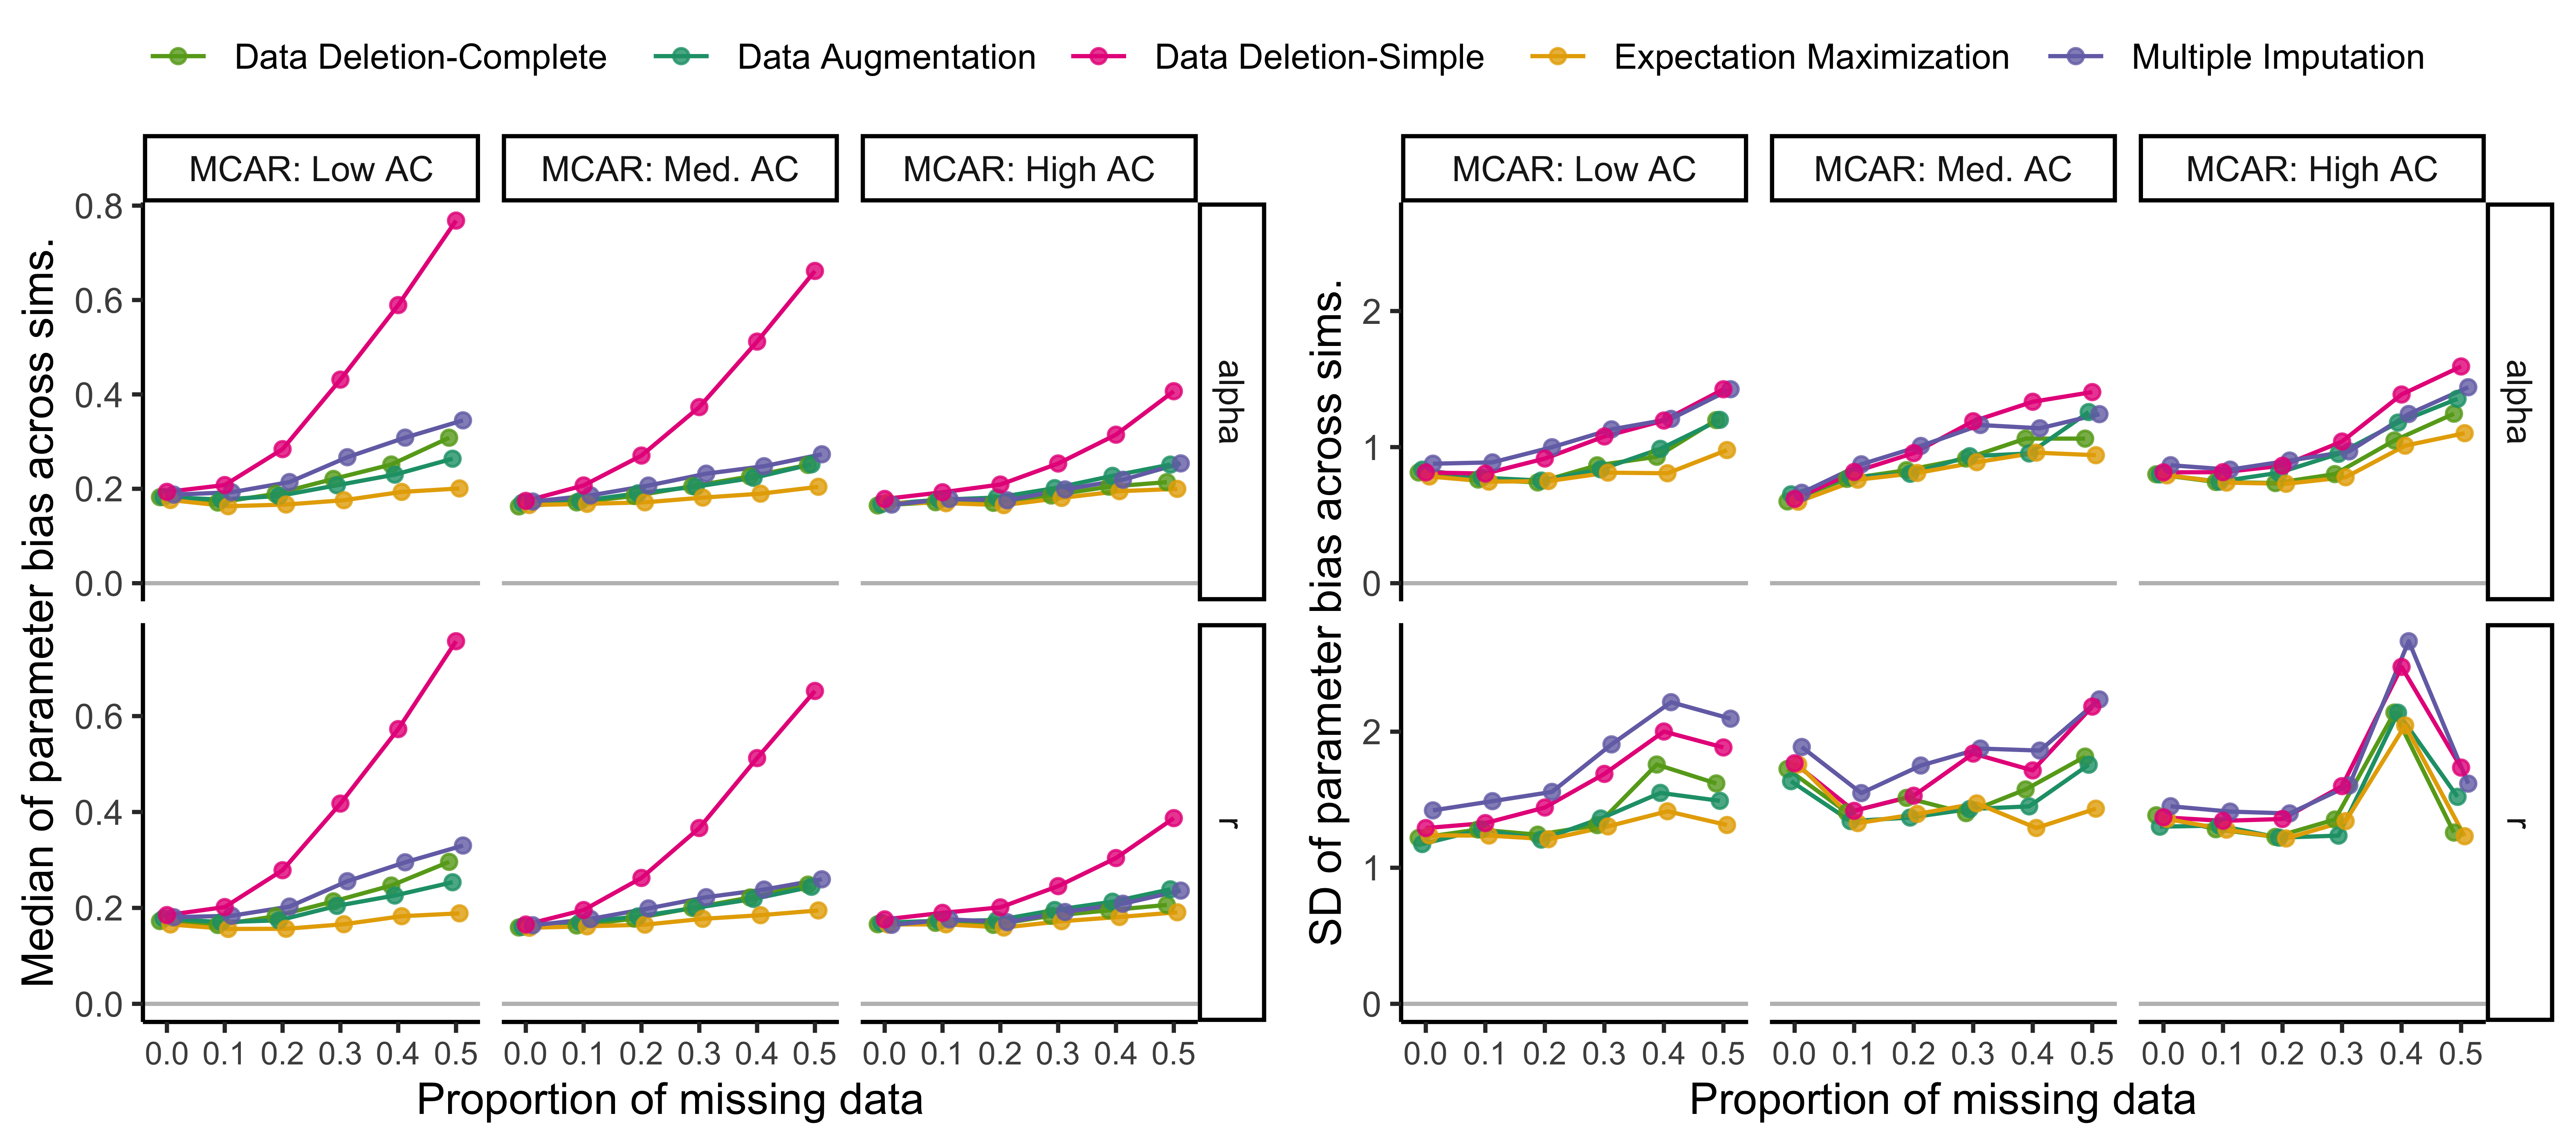 Data Deletion-Complete Data Augmentation Data Deletion-Simple Expectation Maximization Multiple Imputation
MCAR: Low AC MCAR: Med. AC MCAR: High AC
Median of parameter bias across sims.
0.8
0.6
0.4
0.2
0.0
alpha
0.6
0.4
0.2
0.0
r
0.0 0.1 0.2 0.3 0.4 0.5 0.0 0.1 0.2 0.3 0.4 0.5 0.0 0.1 0.2 0.3 0.4 0.5
Proportion of missing data
MCAR: Low AC MCAR: Med. AC MCAR: High AC
SD of parameter bias across sims.
2
1
0
alpha
2
1
0
r
0.0 0.1 0.2 0.3 0.4 0.5 0.0 0.1 0.2 0.3 0.4 0.5 0.0 0.1 0.2 0.3 0.4 0.5
Proportion of missing data